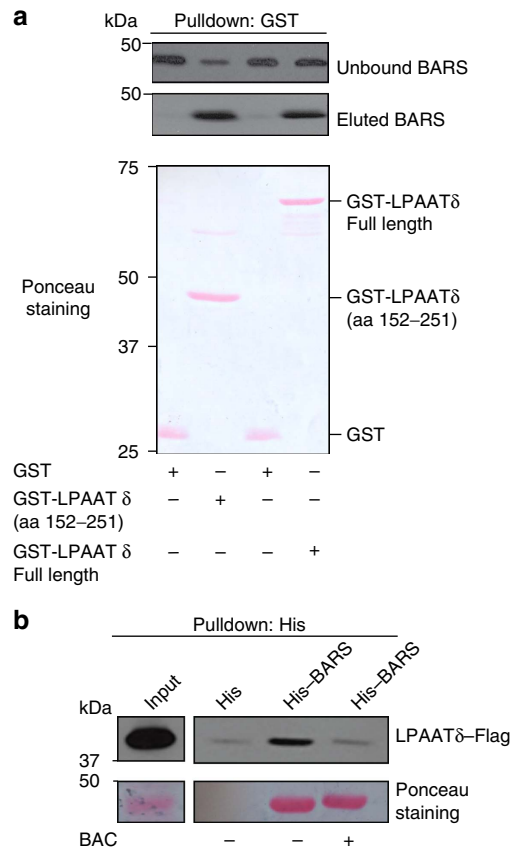 a
kDa
Pulldown: GST
50
Unbound BARS
50
Eluted BARS
75
GST-LPAATδ
Full length
Ponceau
staining
50
GST-LPAATδ
(aa 152–251)
37
GST
25
GST + – + –
GST-LPAAT δ
(aa 152–251)
– + – –
GST-LPAAT δ
Full length
– – – +
b
Pulldown: His
kDa
Input
His
His–BARS
His–BARS
LPAATδ–Flag
37
50
Ponceau
staining
BAC – – +